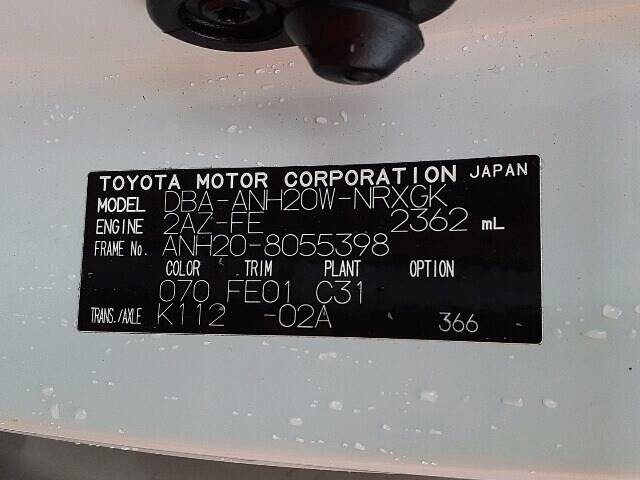 TOYOTA MOTOR CORPORATION JAPAN
MODEL DBA-ANH20W-NRXGK
ENGINE 2AZ-FE 2362 mL
FRAME No. ANH20-8055398
COLOR TRIM PLANT OPTION
070 FE01 C31
TRANS./AXLE K112 -02A 366